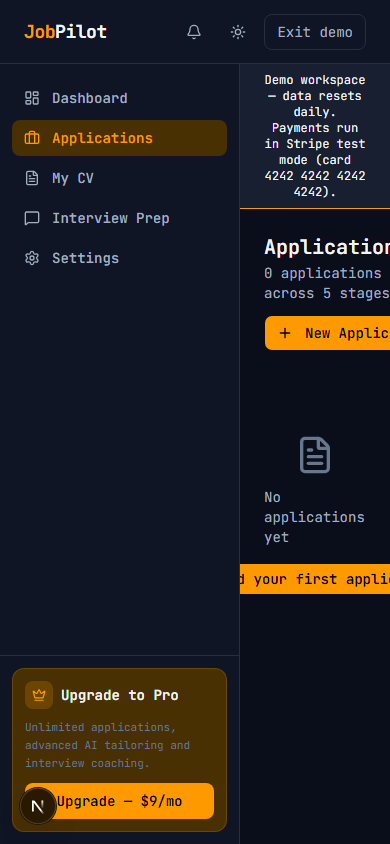 JobPilot
Exit demo
Dashboard
Applications
My CV
Interview Prep
Settings
Upgrade to Pro
Unlimited applications,
advanced AI tailoring and
interview coaching.
Upgrade — $9/mo
N
Demo workspace
— data resets
daily.
Payments run
in Stripe test
mode (card
4242 4242 4242
4242).
Application
0 applications
across 5 stages
+ New Applic
No
applications
yet
d your first applic